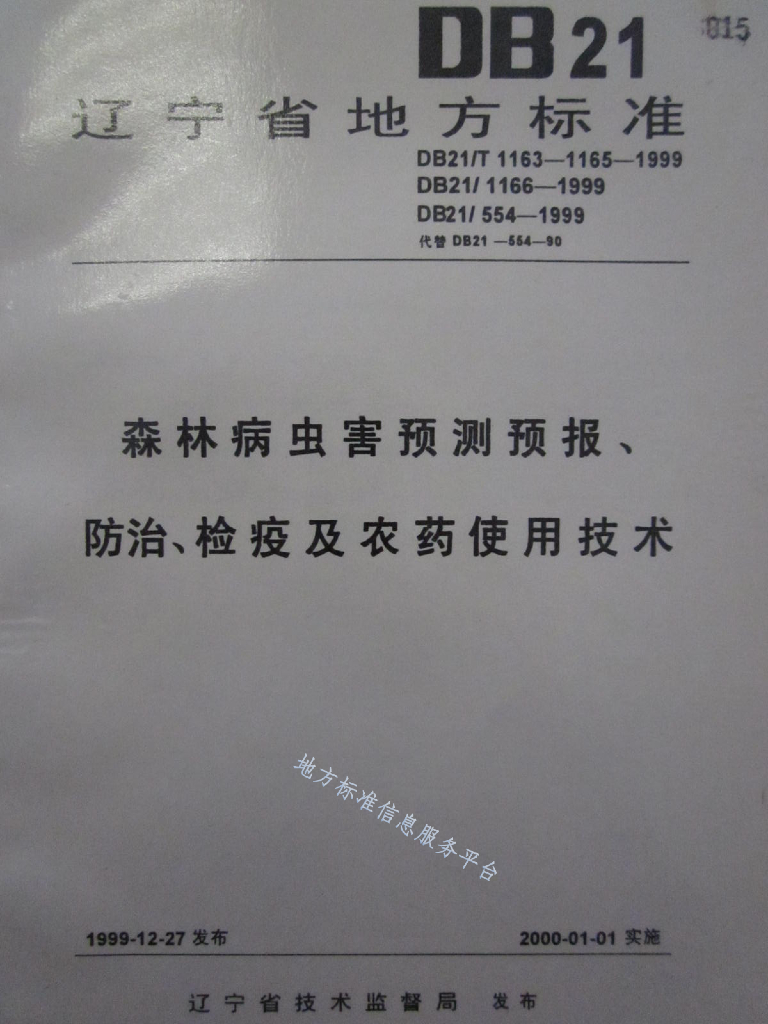 DB21
815
辽宁省地方标准
DB21/T 1163—1165—1999
DB21/ 1166—1999
DB21/ 554—1999
代替 DB21 —554—90
森林病虫害预测预报、
防治、检疫及农药使用技术
地方标准信息服务平台
1999-12-27 发布
2000-01-01 实施
辽宁省技术监督局 发布